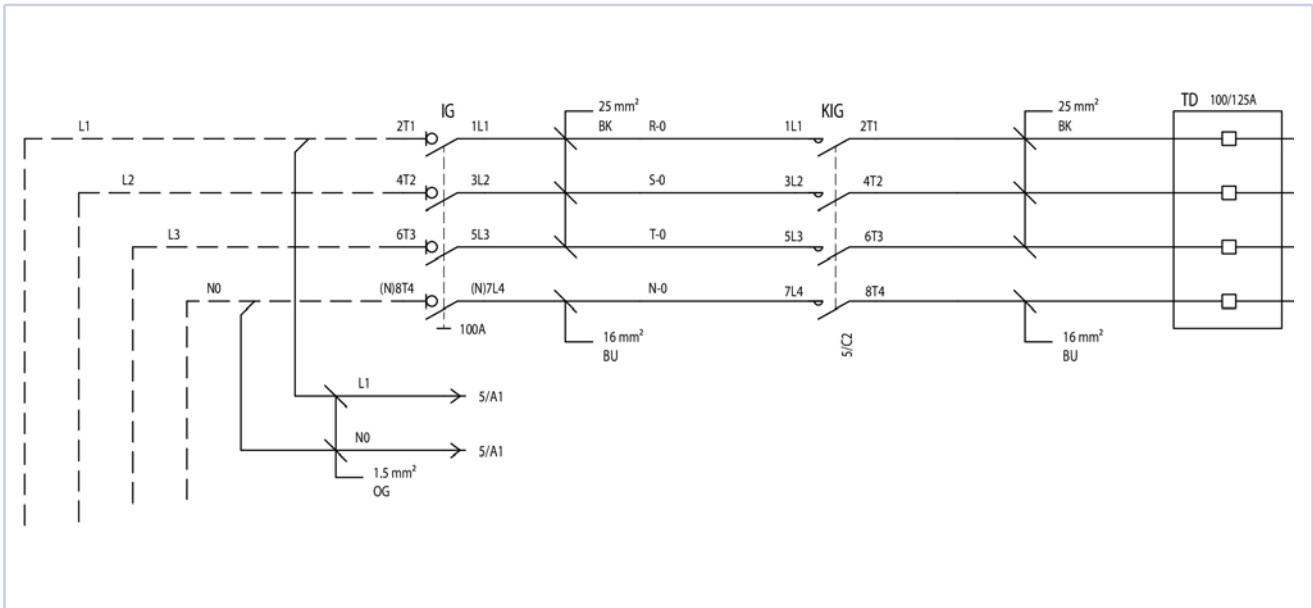 IG
25 mm²
BK
KIG
25 mm²
BK
TD 100/125A
L1
2T1
1L1
R-0
1L1
2T1
L2
4T2
3L2
S-0
3L2
4T2
L3
6T3
5L3
T-0
5L3
6T3
N0
(N)8T4
(N)7L4
N-0
7L4
8T4
100A
16 mm²
BU
5/C2
16 mm²
BU
L1
5/A1
N0
5/A1
1.5 mm²
OG